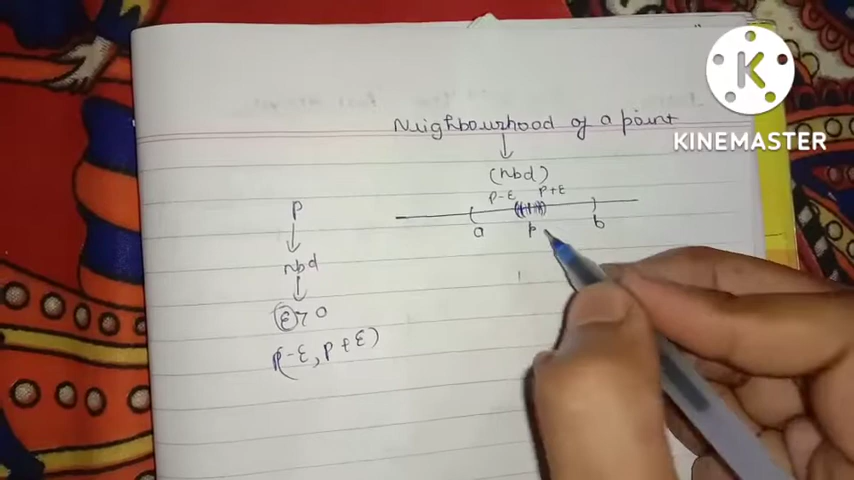 Neighbourhood of a point
(nbd)
P-ε P+ε
a p b
P
nbd
ε>0
(P-ε, P+ε)
K
KINEMASTER